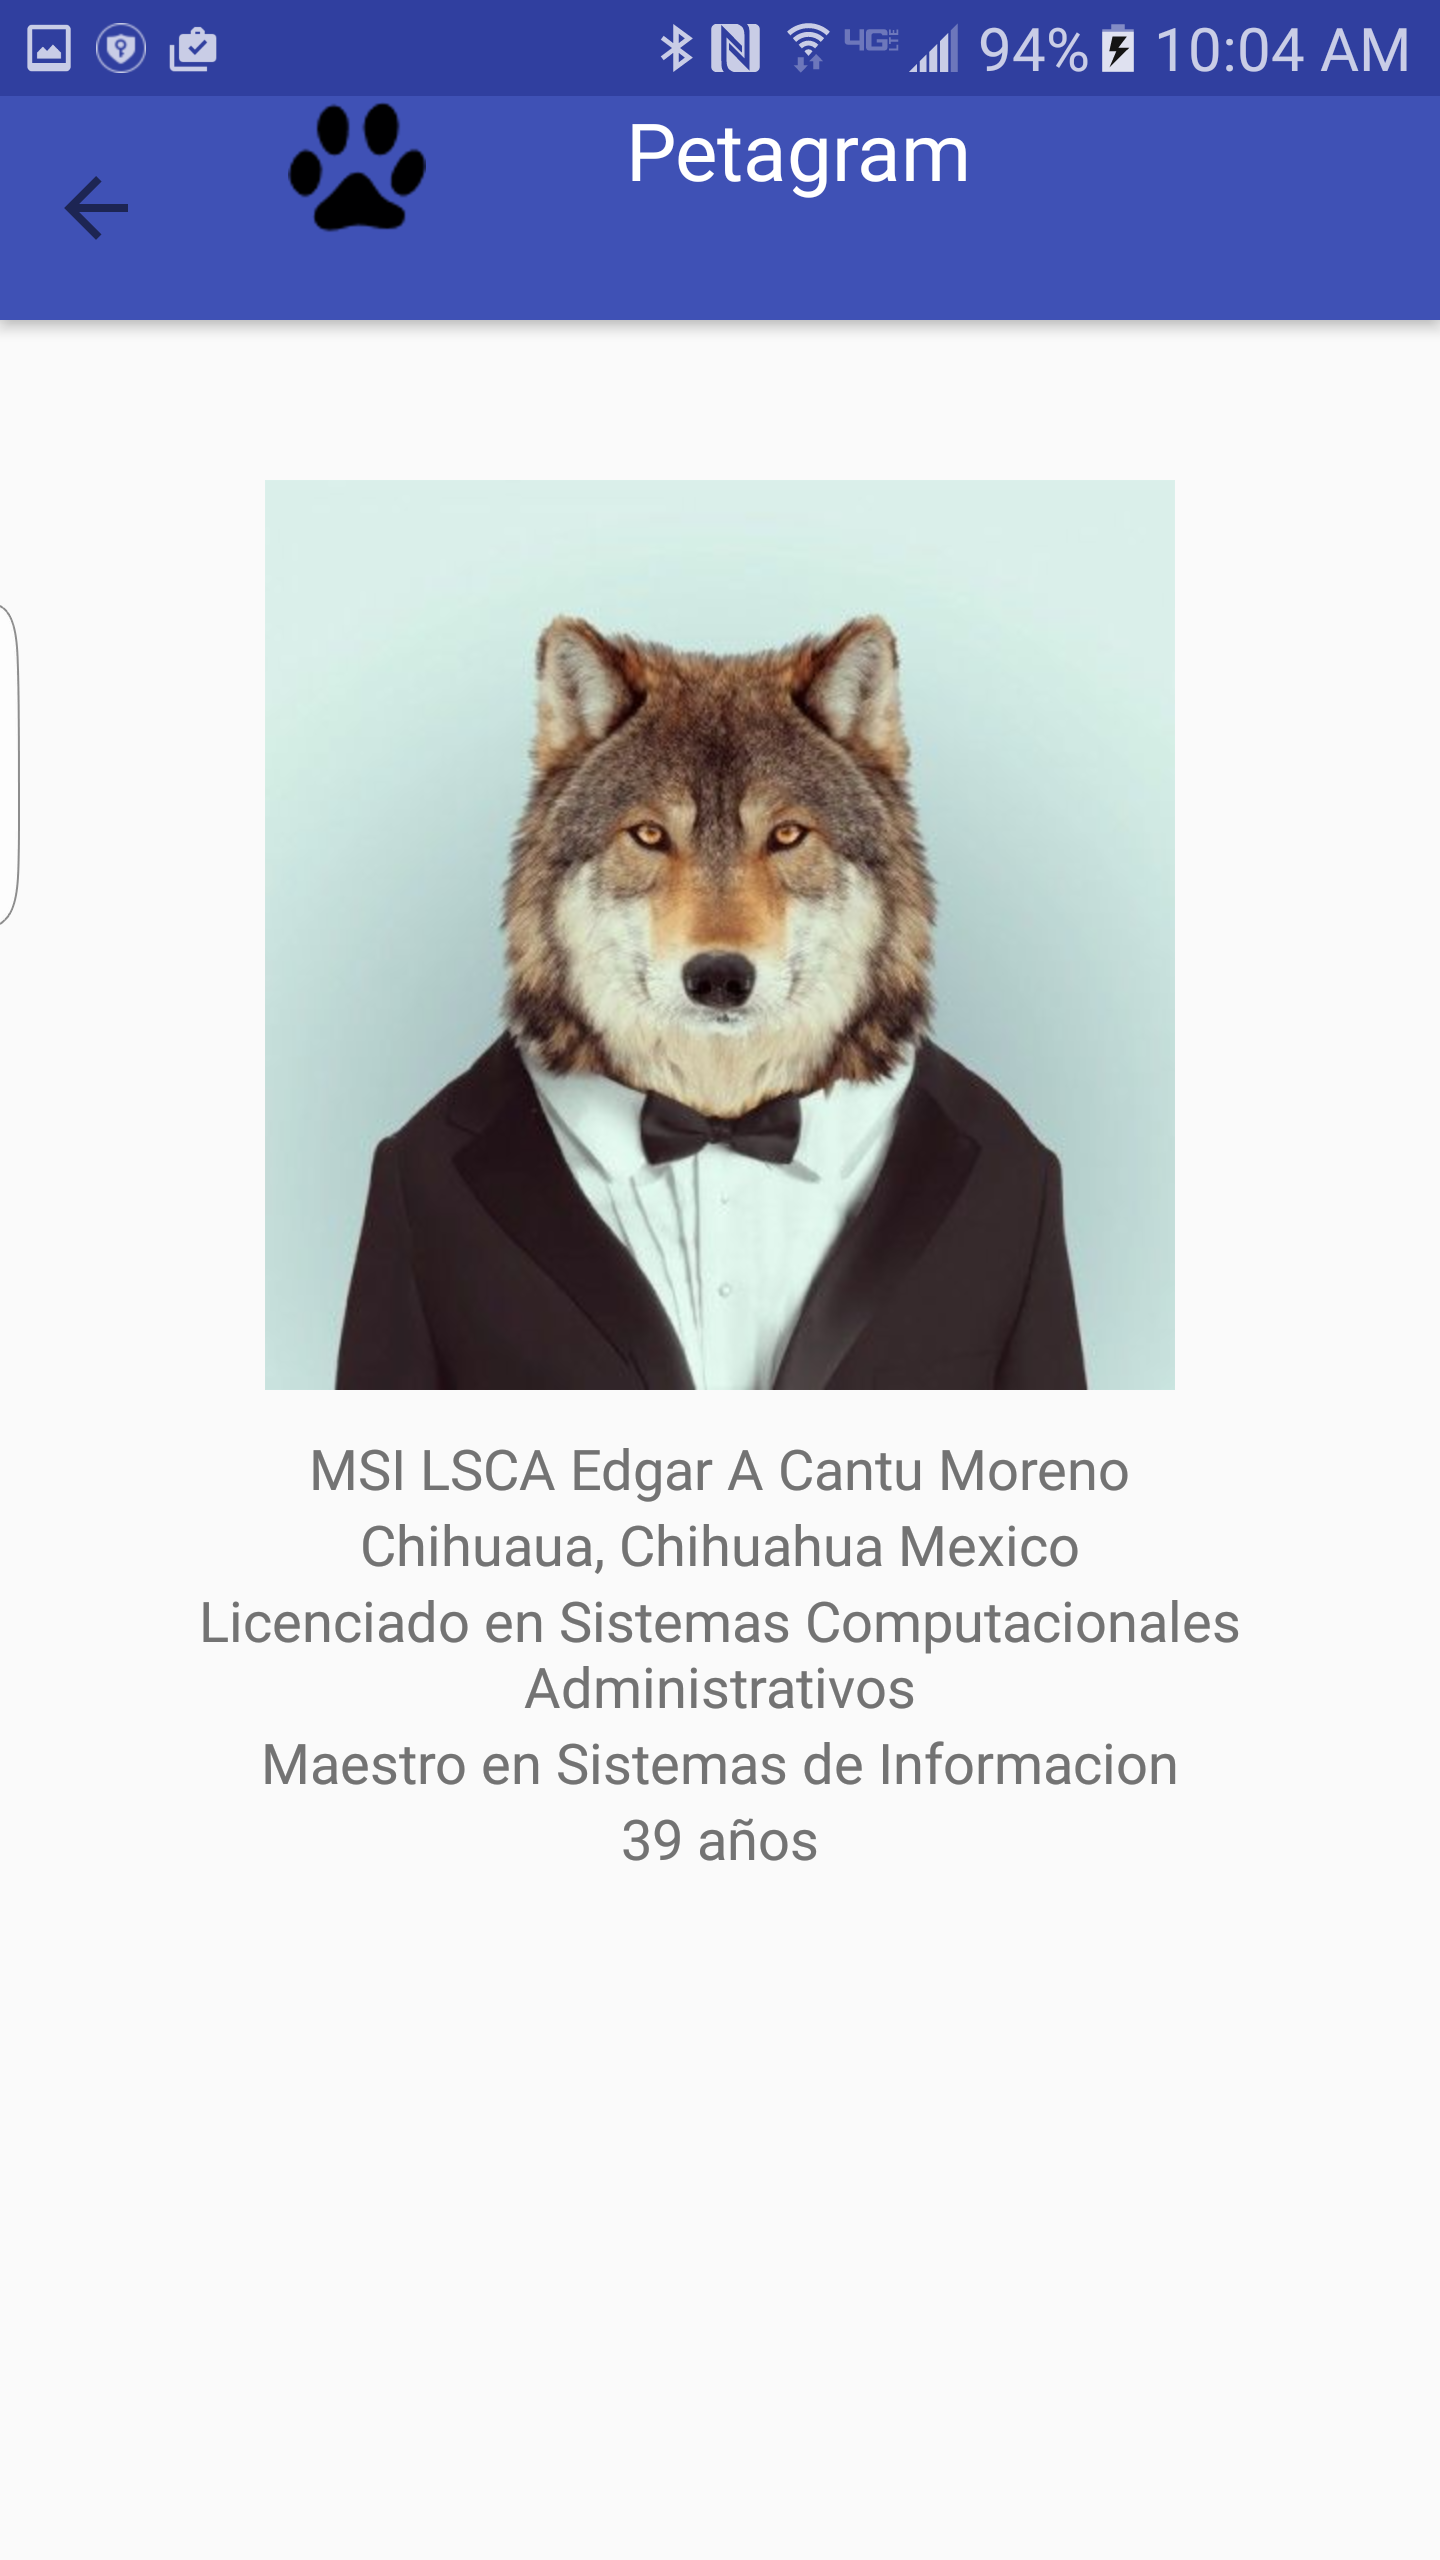 4G LTE 94% 10:04 AM
Petagram
MSI LSCA Edgar A Cantu Moreno
Chihuaua, Chihuahua Mexico
Licenciado en Sistemas Computacionales
Administrativos
Maestro en Sistemas de Informacion
39 años